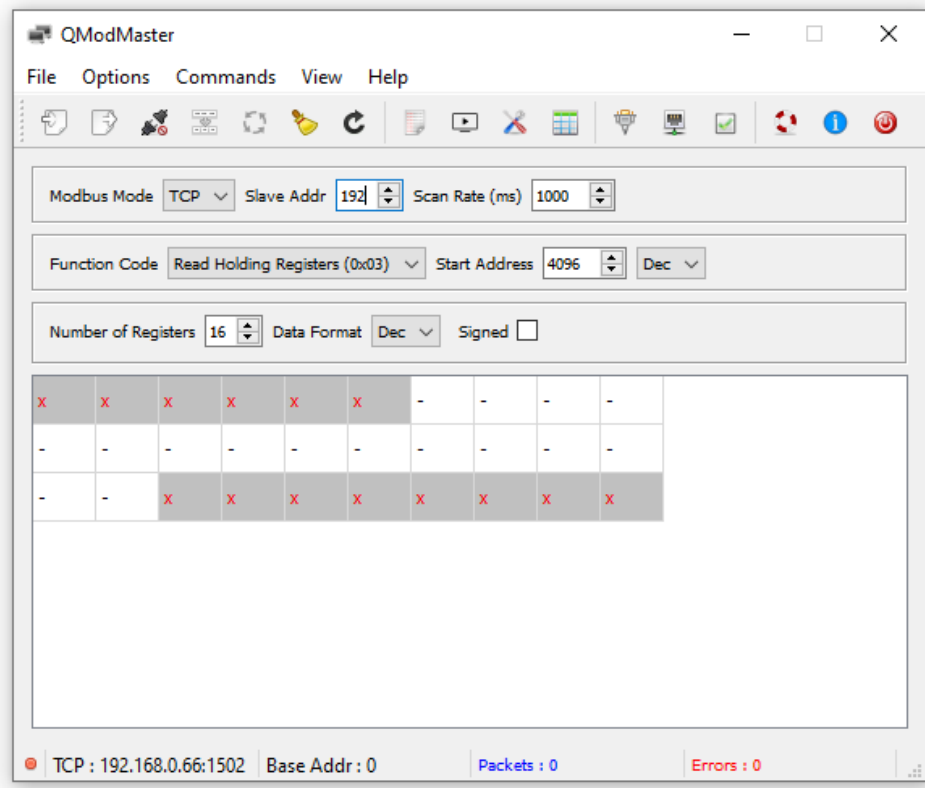 QModMaster
File Options Commands View Help
Modbus Mode TCP Slave Addr 192 Scan Rate (ms) 1000
Function Code Read Holding Registers (0x03) Start Address 4096 Dec
Number of Registers 16 Data Format Dec Signed
x x x x x x - - - -
- - - - - - - - - -
- - x x x x x x x x
TCP : 192.168.0.66:1502 Base Addr : 0 Packets : 0 Errors : 0